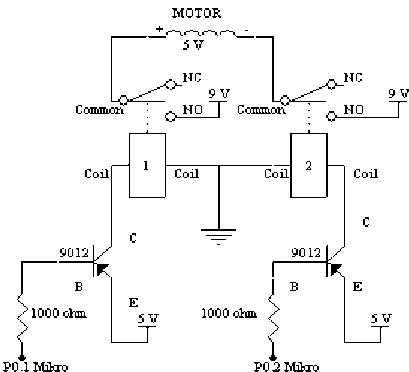 MOTOR
+ 5 V -
NC NC
9 V 9 V
Common NO Common NO
1 2
Coil Coil Coil Coil
C C
9012 9012
B E B E
1000 ohm 5 V 1000 ohm 5 V
P0.1 Mikro P0.2 Mikro